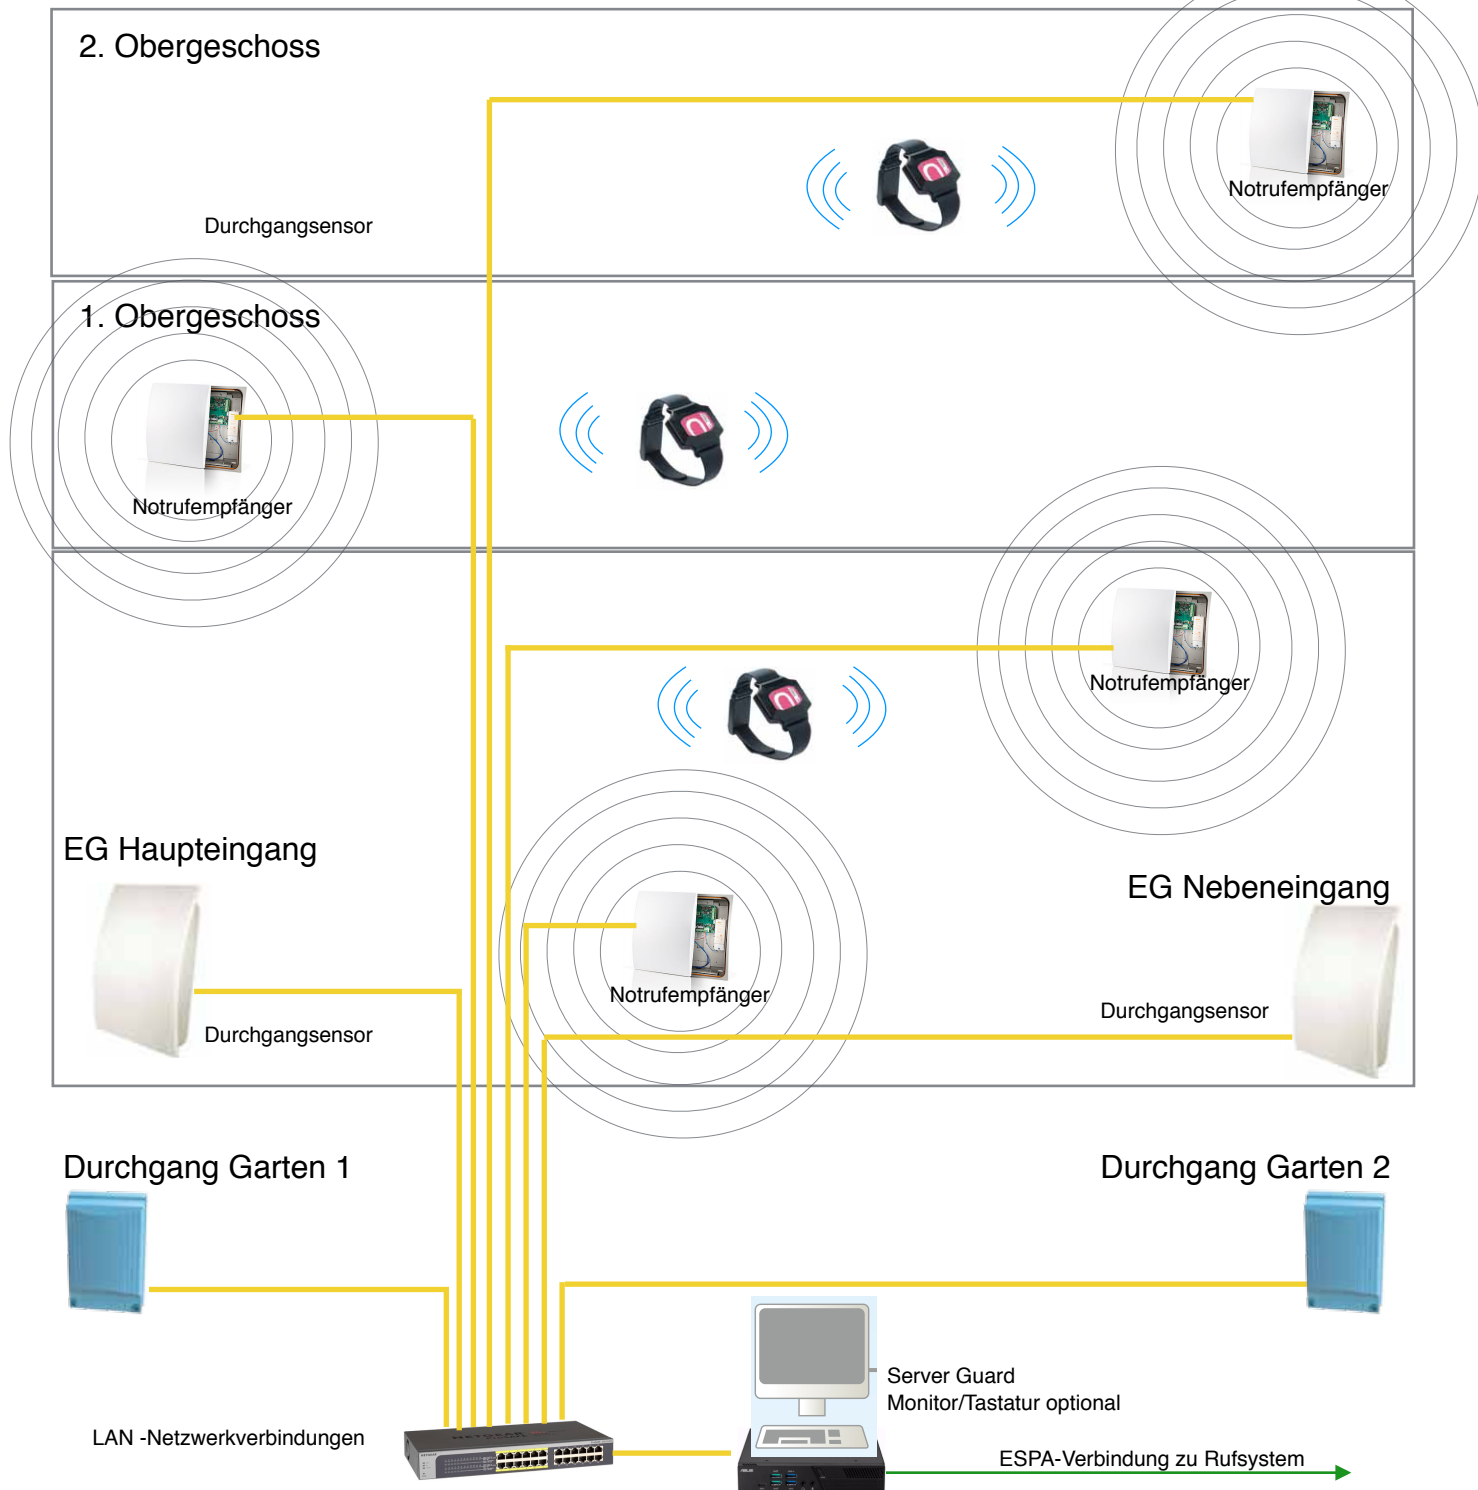 2. Obergeschoss
Notrufempfänger
Durchgangsensor
1. Obergeschoss
Notrufempfänger
Notrufempfänger
EG Haupteingang
EG Nebeneingang
Notrufempfänger
Durchgangsensor
Durchgangsensor
Durchgang Garten 1
Durchgang Garten 2
Server Guard
Monitor/Tastatur optional
LAN -Netzwerkverbindungen
NETGEAR
ESPA-Verbindung zu Rufsystem